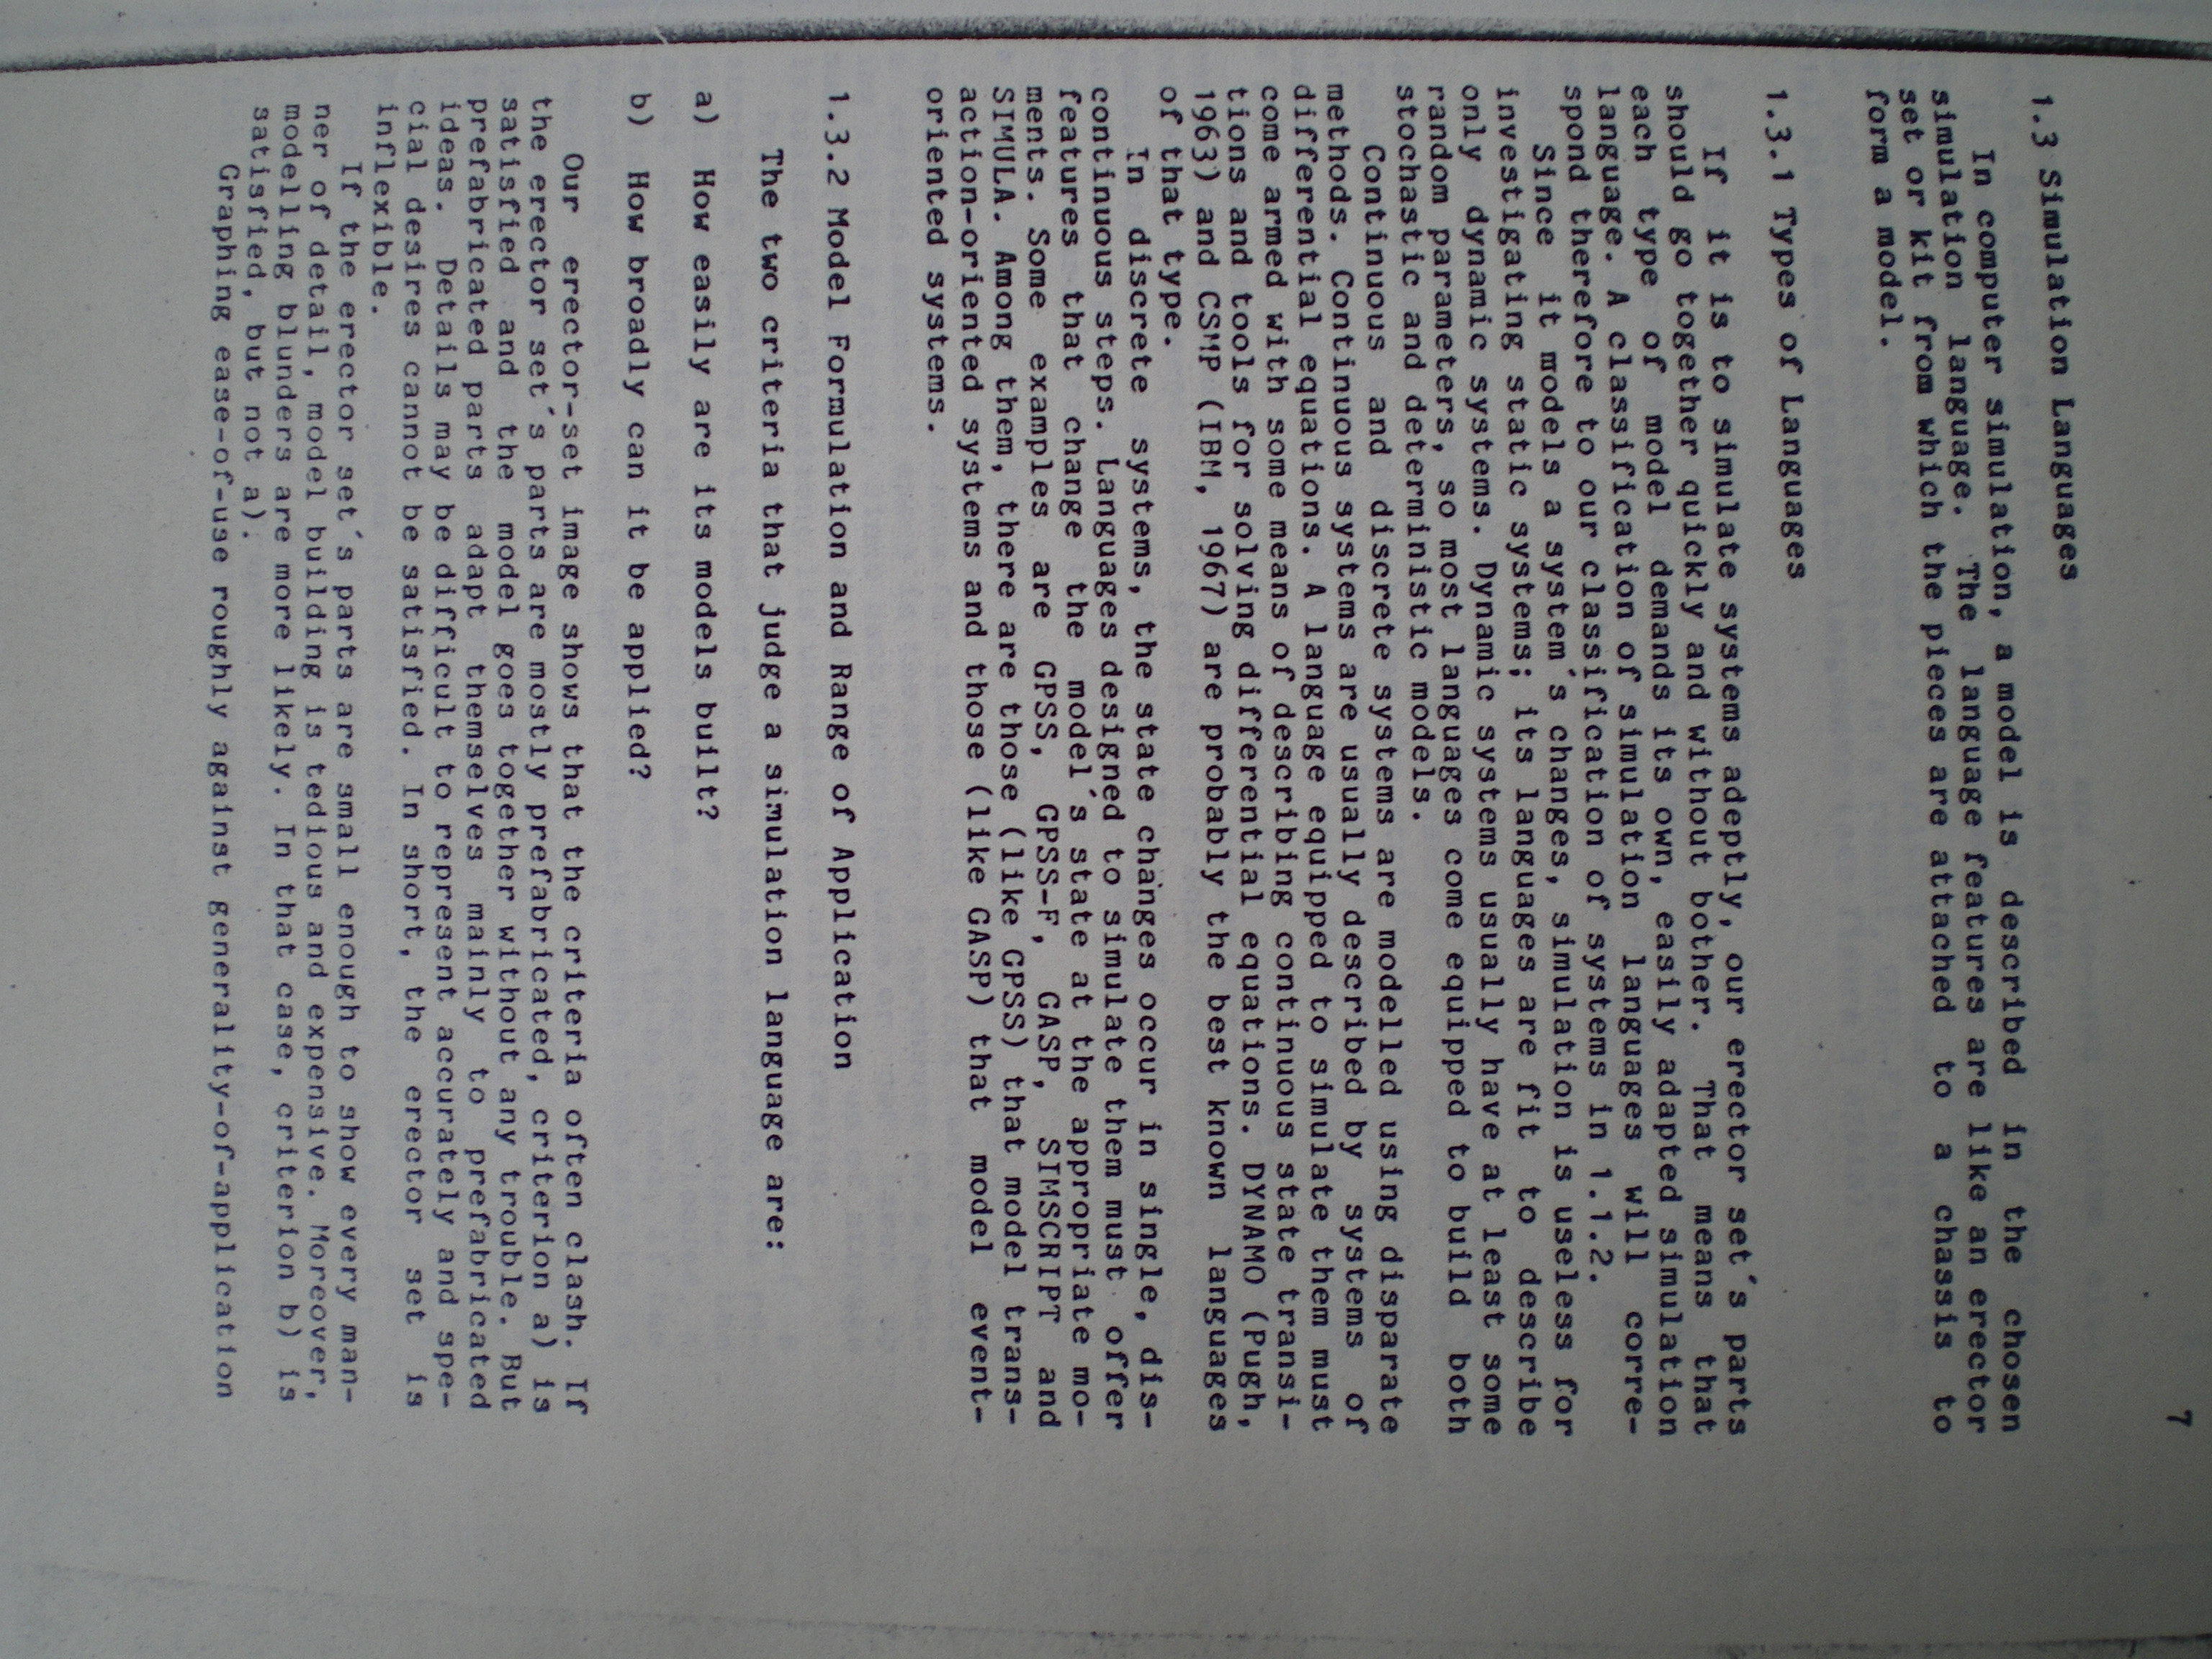 7
1.3 Simulation Languages
In computer simulation, a model is described in the chosen
simulation language. The language features are like an erector
set or kit from which the pieces are attached to a chassis to
form a model.
1.3.1 Types of Languages
If it is to simulate systems adeptly, our erector set´s parts
should go together quickly and without bother. That means that
each type of model demands its own, easily adapted simulation
language. A classification of simulation languages will corre-
spond therefore to our classification of systems in 1.1.2.
Since it models a system´s changes, simulation is useless for
investigating static systems; its languages are fit to describe
only dynamic systems. Dynamic systems usually have at least some
random parameters, so most languages come equipped to build both
stochastic and deterministic models.
Continuous and discrete systems are modelled using disparate
methods. Continuous systems are usually described by systems of
differential equations. A language equipped to simulate them must
come armed with some means of describing continuous state transi-
tions and tools for solving differential equations. DYNAMO (Pugh,
1963) and CSMP (IBM, 1967) are probably the best known languages
of that type.
In discrete systems, the state changes occur in single, dis-
continuous steps. Languages designed to simulate them must offer
features that change the model´s state at the appropriate mo-
ments. Some examples are GPSS, GPSS-F, GASP, SIMSCRIPT and
SIMULA. Among them, there are those (like GPSS) that model trans-
action-oriented systems and those (like GASP) that model event-
oriented systems.
1.3.2 Model Formulation and Range of Application
The two criteria that judge a simulation language are:
a) How easily are its models built?
b) How broadly can it be applied?
Our erector-set image shows that the criteria often clash. If
the erector set´s parts are mostly prefabricated, criterion a) is
satisfied and the model goes together without any trouble. But
prefabricated parts adapt themselves mainly to prefabricated
ideas. Details may be difficult to represent accurately and spe-
cial desires cannot be satisfied. In short, the erector set is
inflexible.
If the erector set´s parts are small enough to show every man-
ner of detail, model building is tedious and expensive. Moreover,
modelling blunders are more likely. In that case, criterion b) is
satisfied, but not a).
Graphing ease-of-use roughly against generality-of-application